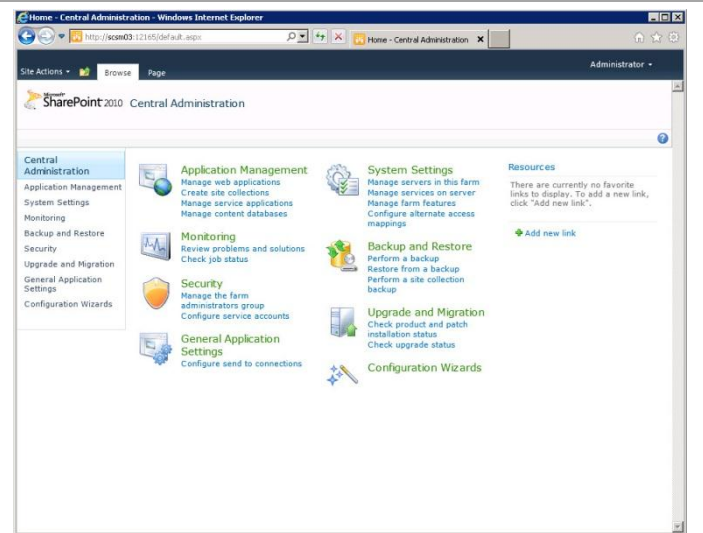 Home - Central Administration - Windows Internet Explorer
http://scsm03:12165/default.aspx
Home - Central Administration
Site Actions
Browse
Page
Administrator
Microsoft
SharePoint 2010
Central Administration
Central
Administration
Application Management
System Settings
Monitoring
Backup and Restore
Security
Upgrade and Migration
General Application
Settings
Configuration Wizards
Application Management
Manage web applications
Create site collections
Manage service applications
Manage content databases
Monitoring
Review problems and solutions
Check job status
Security
Manage the farm
administrators group
Configure service accounts
General Application
Settings
Configure send to connections
System Settings
Manage servers in this farm
Manage services on server
Manage farm features
Configure alternate access
mappings
Backup and Restore
Perform a backup
Restore from a backup
Perform a site collection
backup
Upgrade and Migration
Check product and patch
installation status
Check upgrade status
Configuration Wizards
Resources
There are currently no favorite
links to display. To add a new link,
click "Add new link".
Add new link